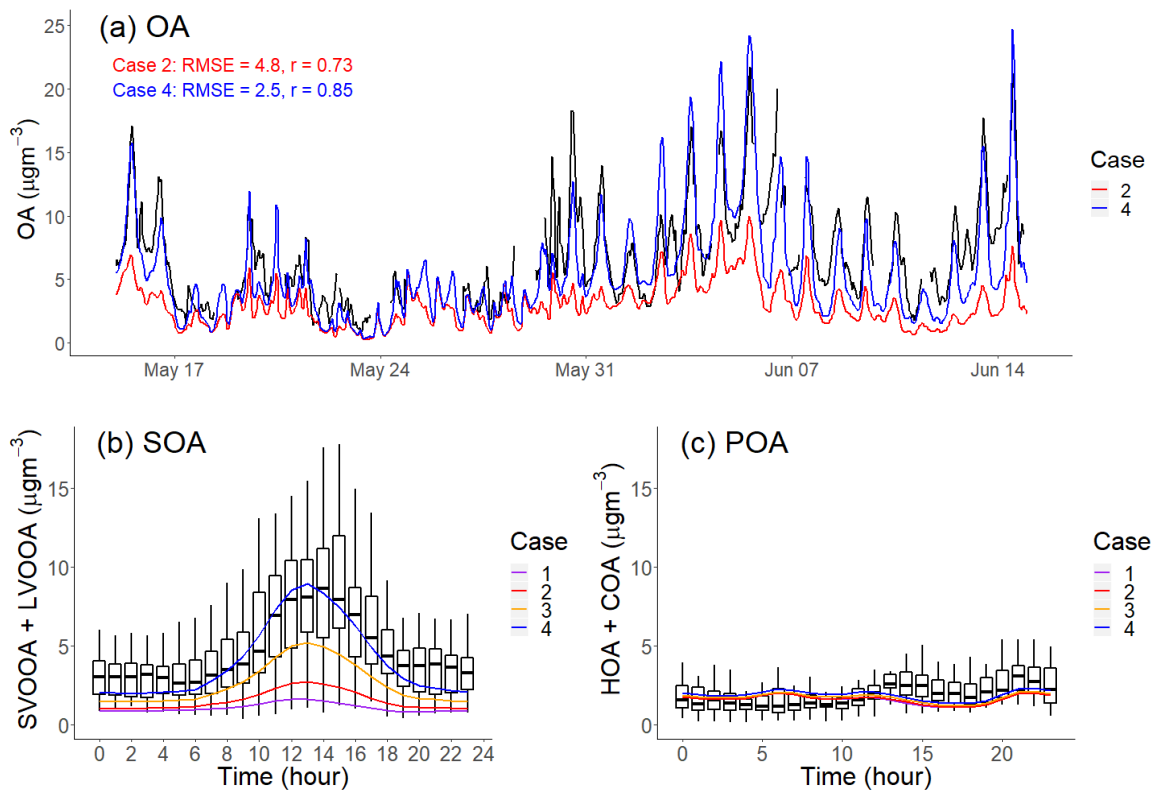 (a) OA
Case 2: RMSE = 4.8, r = 0.73
Case 4: RMSE = 2.5, r = 0.85
OA (μgm⁻³)
25
20
15
10
5
0
May 17
May 24
May 31
Jun 07
Jun 14
Case
2
4
(b) SOA
SVOOA + LVOOA (μgm⁻³)
15
10
5
0
0 2 4 6 8 10 12 14 16 18 20 22 24
Time (hour)
Case
1
2
3
4
(c) POA
HOA + COA (μgm⁻³)
15
10
5
0
0 5 10 15 20
Time (hour)
Case
1
2
3
4